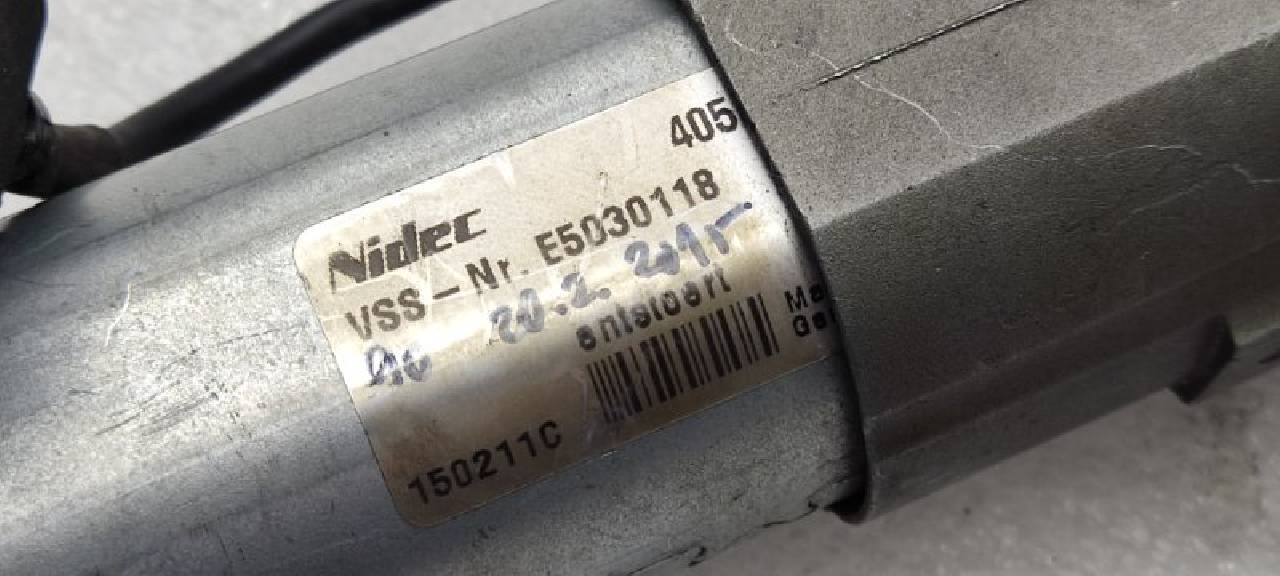 405
Nidec
VSS-Nr. E5030118
20.2.2015
entstoert
150211C